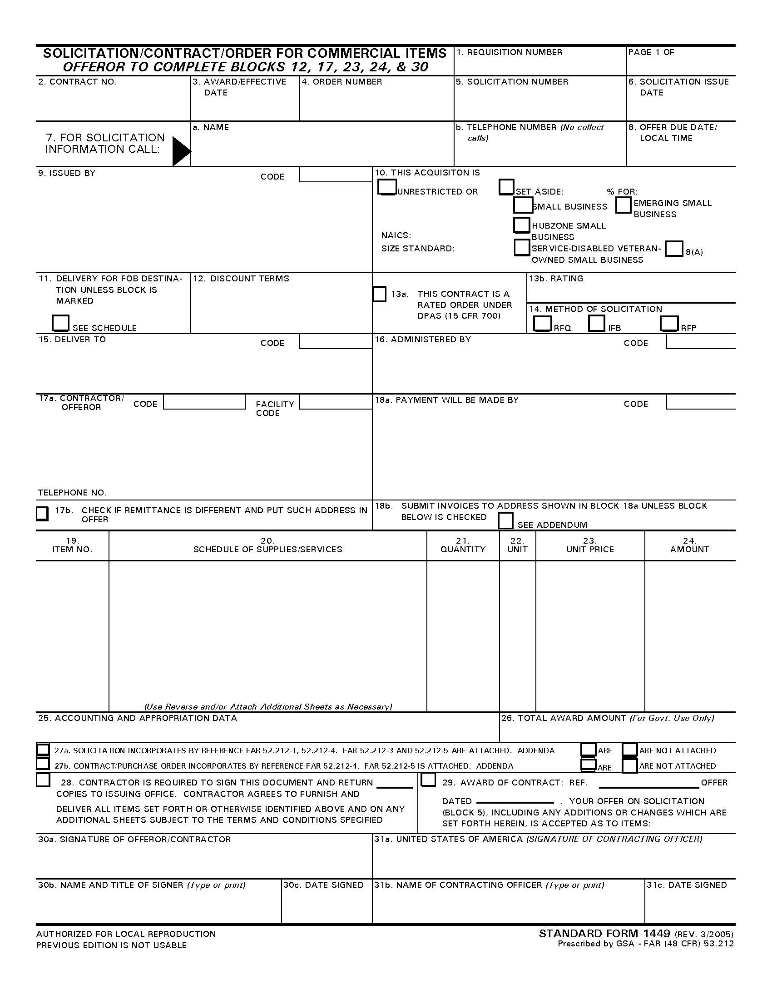 SOLICITATION/CONTRACT/ORDER FOR COMMERCIAL ITEMS
OFFEROR TO COMPLETE BLOCKS 12, 17, 23, 24, & 30
1. REQUISITION NUMBER
PAGE 1 OF
2. CONTRACT NO.
3. AWARD/EFFECTIVE
DATE
4. ORDER NUMBER
5. SOLICITATION NUMBER
6. SOLICITATION ISSUE
DATE
7. FOR SOLICITATION
INFORMATION CALL:
a. NAME
b. TELEPHONE NUMBER (No collect
calls)
8. OFFER DUE DATE/
LOCAL TIME
9. ISSUED BY
CODE
10. THIS ACQUISITON IS
UNRESTRICTED OR
SET ASIDE:
% FOR:
SMALL BUSINESS
EMERGING SMALL
BUSINESS
HUBZONE SMALL
BUSINESS
NAICS:
SIZE STANDARD:
SERVICE-DISABLED VETERAN-
OWNED SMALL BUSINESS
8(A)
11. DELIVERY FOR FOB DESTINA-
TION UNLESS BLOCK IS
MARKED
SEE SCHEDULE
12. DISCOUNT TERMS
13a. THIS CONTRACT IS A
RATED ORDER UNDER
DPAS (15 CFR 700)
13b. RATING
14. METHOD OF SOLICITATION
RFQ
IFB
RFP
15. DELIVER TO
CODE
16. ADMINISTERED BY
CODE
17a. CONTRACTOR/
OFFEROR
CODE
FACILITY
CODE
TELEPHONE NO.
18a. PAYMENT WILL BE MADE BY
CODE
17b. CHECK IF REMITTANCE IS DIFFERENT AND PUT SUCH ADDRESS IN
OFFER
18b. SUBMIT INVOICES TO ADDRESS SHOWN IN BLOCK 18a UNLESS BLOCK
BELOW IS CHECKED
SEE ADDENDUM
19.
ITEM NO.
20.
SCHEDULE OF SUPPLIES/SERVICES
21.
QUANTITY
22.
UNIT
23.
UNIT PRICE
24.
AMOUNT
(Use Reverse and/or Attach Additional Sheets as Necessary)
25. ACCOUNTING AND APPROPRIATION DATA
26. TOTAL AWARD AMOUNT (For Govt. Use Only)
27a. SOLICITATION INCORPORATES BY REFERENCE FAR 52.212-1, 52.212-4. FAR 52.212-3 AND 52.212-5 ARE ATTACHED. ADDENDA
ARE
ARE NOT ATTACHED
27b. CONTRACT/PURCHASE ORDER INCORPORATES BY REFERENCE FAR 52.212-4. FAR 52.212-5 IS ATTACHED. ADDENDA
ARE
ARE NOT ATTACHED
28. CONTRACTOR IS REQUIRED TO SIGN THIS DOCUMENT AND RETURN
COPIES TO ISSUING OFFICE. CONTRACTOR AGREES TO FURNISH AND
DELIVER ALL ITEMS SET FORTH OR OTHERWISE IDENTIFIED ABOVE AND ON ANY
ADDITIONAL SHEETS SUBJECT TO THE TERMS AND CONDITIONS SPECIFIED
29. AWARD OF CONTRACT: REF. OFFER
DATED . YOUR OFFER ON SOLICITATION
(BLOCK 5), INCLUDING ANY ADDITIONS OR CHANGES WHICH ARE
SET FORTH HEREIN, IS ACCEPTED AS TO ITEMS:
30a. SIGNATURE OF OFFEROR/CONTRACTOR
31a. UNITED STATES OF AMERICA (SIGNATURE OF CONTRACTING OFFICER)
30b. NAME AND TITLE OF SIGNER (Type or print)
30c. DATE SIGNED
31b. NAME OF CONTRACTING OFFICER (Type or print)
31c. DATE SIGNED
AUTHORIZED FOR LOCAL REPRODUCTION
PREVIOUS EDITION IS NOT USABLE
STANDARD FORM 1449 (REV. 3/2005)
Prescribed by GSA - FAR (48 CFR) 53.212